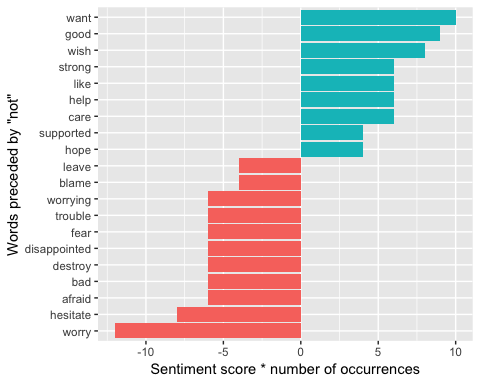 want
good
wish
strong
like
help
care
supported
hope
leave
blame
worrying
trouble
fear
disappointed
destroy
bad
afraid
hesitate
worry
Words preceded by "not"
-10 -5 0 5 10
Sentiment score * number of occurrences